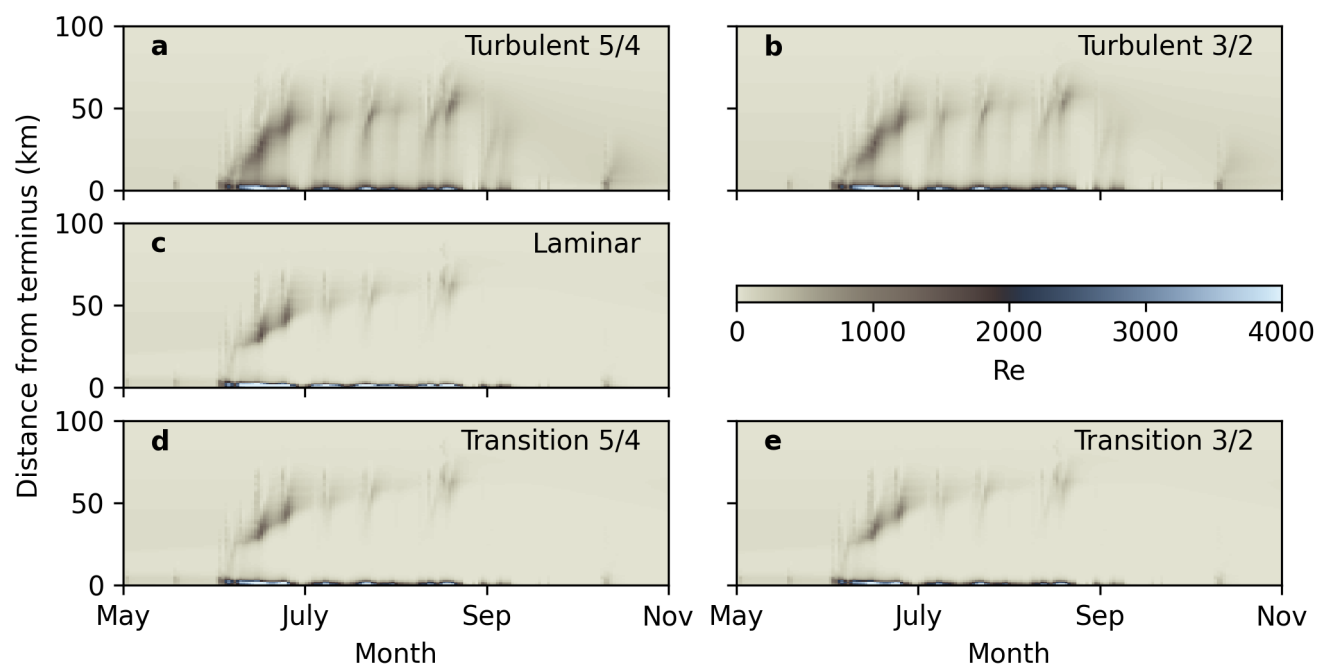 100
a
Turbulent 5/4
50
0
b
Turbulent 3/2
100
c
Laminar
50
0
0
1000
2000
3000
4000
Re
100
d
Transition 5/4
50
0
May
July
Sep
Nov
Month
e
Transition 3/2
May
July
Sep
Nov
Month
Distance from terminus (km)